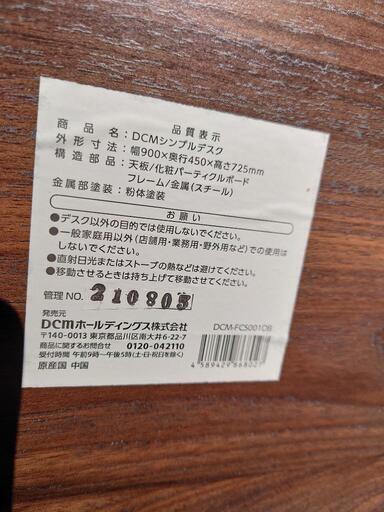 品質表示
商品名：DCMシンプルデスク
外形寸法：幅900×奥行450×高さ725mm
構造部品：天板/化粧パーティクルボード
フレーム/金属(スチール)
金属部塗装：粉体塗装
お願い
●デスク以外の目的では使用しないでください。
●一般家庭用以外(店舗用・業務用・野外用など)での使用は
しないでください。
●直射日光またはストーブの熱などは避けてください。
●移動させるときは持ち上げて移動させてください。
管理NO. 210805
発売元
DCMホールディングス株式会社
〒140-0013 東京都品川区南大井6-22-7
商品に関するお問合せ 0120-042110
受付時間 午前9時〜午後5時(土・日・祝日を除く)
原産国 中国
DCM-FCS001DB
4589429868021